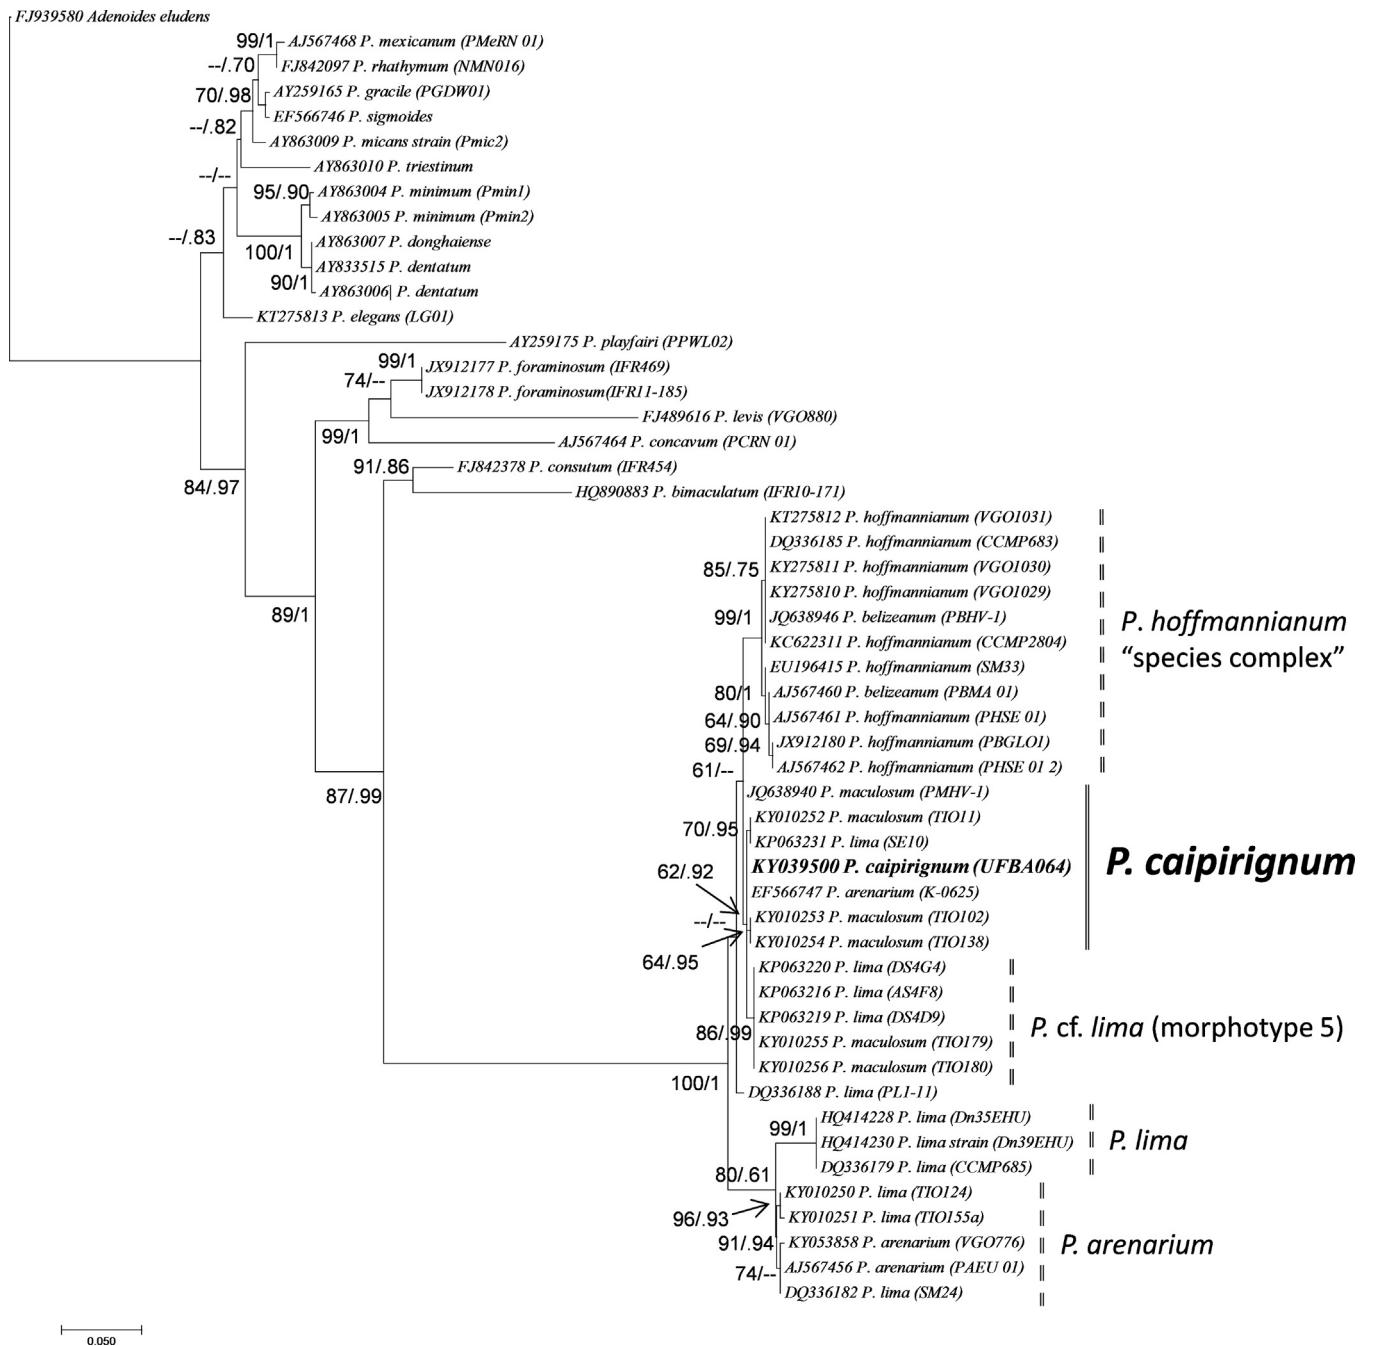 FJ939580 Adenoides eludens
99/1
AJ567468 P. mexicanum (PMeRN 01)
--/.70
FJ842097 P. rhathymum (NMN016)
70/.98
AY259165 P. gracile (PGDW01)
EF566746 P. sigmoides
--/.82
AY863009 P. micans strain (Pmic2)
AY863010 P. triestinum
--/--
95/.90
AY863004 P. minimum (Pmin1)
AY863005 P. minimum (Pmin2)
--/.83
AY863007 P. donghaiense
100/1
AY833515 P. dentatum
90/1
AY863006| P. dentatum
KT275813 P. elegans (LG01)
AY259175 P. playfairi (PPWL02)
99/1
JX912177 P. foraminosum (IFR469)
74/--
JX912178 P. foraminosum(IFR11-185)
FJ489616 P. levis (VGO880)
99/1
AJ567464 P. concavum (PCRN 01)
91/.86
FJ842378 P. consutum (IFR454)
84/.97
HQ890883 P. bimaculatum (IFR10-171)
KT275812 P. hoffmannianum (VGO1031)
DQ336185 P. hoffmannianum (CCMP683)
85/.75
KY275811 P. hoffmannianum (VGO1030)
KY275810 P. hoffmannianum (VGO1029)
89/1
99/1
JQ638946 P. belizeanum (PBHV-1)
P. hoffmannianum
KC622311 P. hoffmannianum (CCMP2804)
“species complex”
EU196415 P. hoffmannianum (SM33)
80/1
AJ567460 P. belizeanum (PBMA 01)
64/.90
AJ567461 P. hoffmannianum (PHSE 01)
69/.94
JX912180 P. hoffmannianum (PBGLO1)
61/--
AJ567462 P. hoffmannianum (PHSE 01 2)
87/.99
JQ638940 P. maculosum (PMHV-1)
70/.95
KY010252 P. maculosum (TIO11)
KP063231 P. lima (SE10)
62/.92
KY039500 P. caipirignum (UFBA064)
P. caipirignum
EF566747 P. arenarium (K-0625)
--/--
KY010253 P. maculosum (TIO102)
KY010254 P. maculosum (TIO138)
64/.95
KP063220 P. lima (DS4G4)
KP063216 P. lima (AS4F8)
KP063219 P. lima (DS4D9)
P. cf. lima (morphotype 5)
86/.99
KY010255 P. maculosum (TIO179)
KY010256 P. maculosum (TIO180)
100/1
DQ336188 P. lima (PL1-11)
HQ414228 P. lima (Dn35EHU)
99/1
HQ414230 P. lima strain (Dn39EHU)
P. lima
DQ336179 P. lima (CCMP685)
80/.61
KY010250 P. lima (TIO124)
96/.93
KY010251 P. lima (TIO155a)
91/.94
KY053858 P. arenarium (VGO776)
P. arenarium
74/--
AJ567456 P. arenarium (PAEU 01)
DQ336182 P. lima (SM24)
0.050